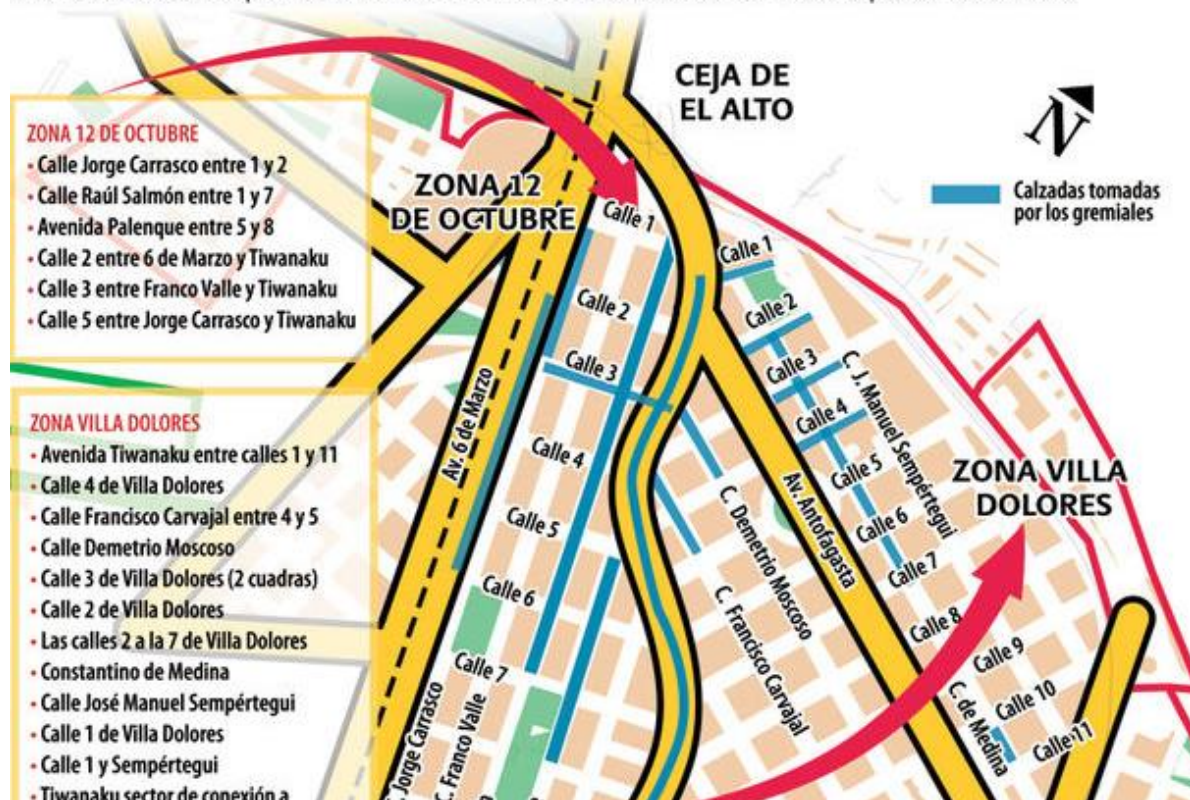 CEJA DE
EL ALTO
N
Calzadas tomadas
por los gremiales
ZONA 12 DE OCTUBRE
• Calle Jorge Carrasco entre 1 y 2
• Calle Raúl Salmón entre 1 y 7
• Avenida Palenque entre 5 y 8
• Calle 2 entre 6 de Marzo y Tiwanaku
• Calle 3 entre Franco Valle y Tiwanaku
• Calle 5 entre Jorge Carrasco y Tiwanaku
ZONA VILLA DOLORES
• Avenida Tiwanaku entre calles 1 y 11
• Calle 4 de Villa Dolores
• Calle Francisco Carvajal entre 4 y 5
• Calle Demetrio Moscoso
• Calle 3 de Villa Dolores (2 cuadras)
• Calle 2 de Villa Dolores
• Las calles 2 a la 7 de Villa Dolores
• Constantino de Medina
• Calle José Manuel Sempértegui
• Calle 1 de Villa Dolores
• Calle 1 y Sempértegui
• Tiwanaku sector de conexión a
ZONA 12
DE OCTUBRE
Calle 1
Calle 2
Calle 3
Calle 4
Calle 5
Calle 6
Calle 7
Av. 6 de Marzo
Jorge Carrasco
C. Franco Valle
Calle 1
Calle 2
Calle 3
Calle 4
Calle 5
Calle 6
Calle 7
Calle 8
Calle 9
Calle 10
Calle 11
C. J. Manuel Sempértegui
Av. Antofagasta
C. Demetrio Moscoso
C. Francisco Carvajal
C. de Medina
ZONA VILLA
DOLORES